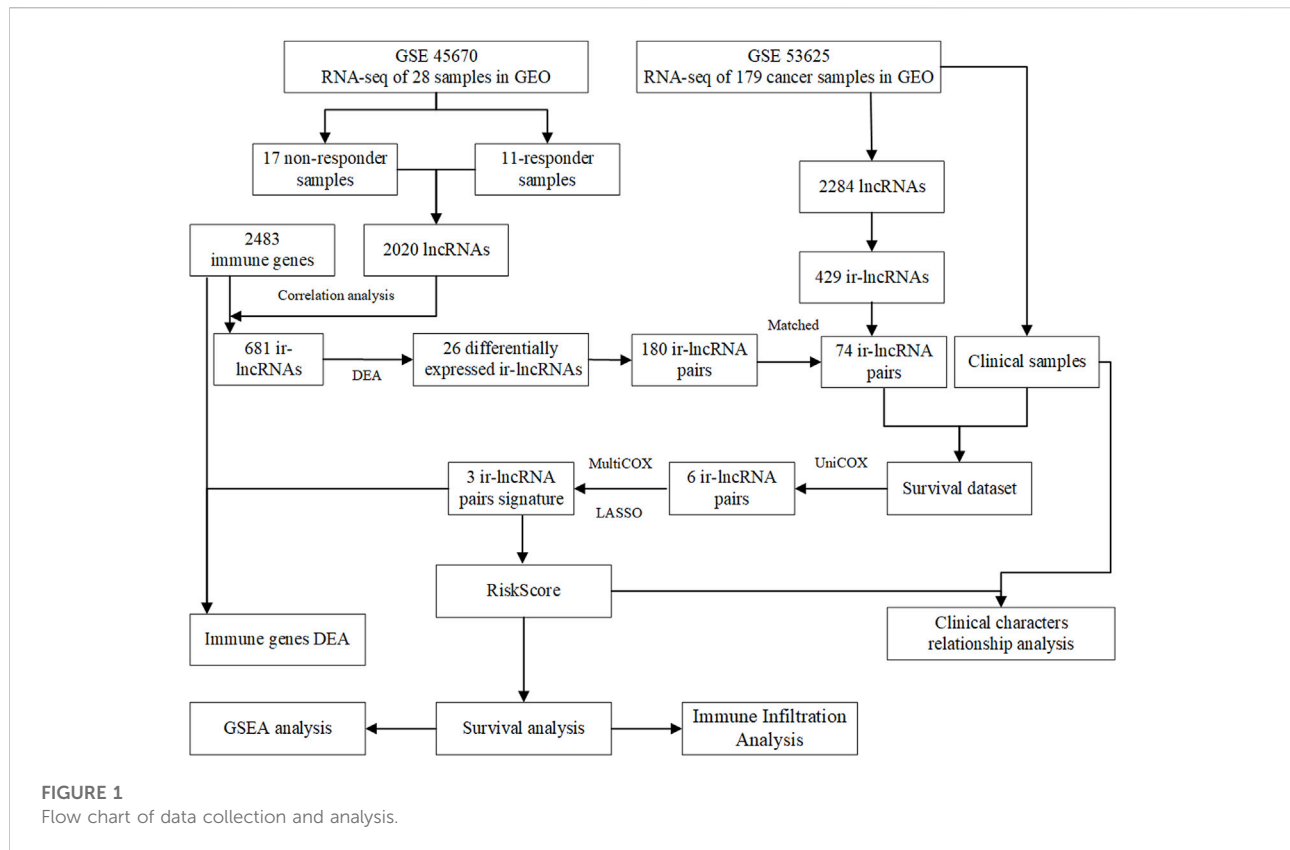 GSE 45670
RNA-seq of 28 samples in GEO
GSE 53625
RNA-seq of 179 cancer samples in GEO
17 non-responder
samples
11-responder
samples
2284 lncRNAs
2483
immune genes
2020 lncRNAs
429 ir-lncRNAs
Correlation analysis
Matched
681 ir-
lncRNAs
DEA
26 differentially
expressed ir-lncRNAs
180 ir-lncRNA
pairs
74 ir-lncRNA
pairs
Clinical samples
MultiCOX
UniCOX
3 ir-lncRNA
pairs signature
LASSO
6 ir-lncRNA
pairs
Survival dataset
RiskScore
Immune genes DEA
Clinical characters
relationship analysis
GSEA analysis
Survival analysis
Immune Infiltration
Analysis
FIGURE 1
Flow chart of data collection and analysis.